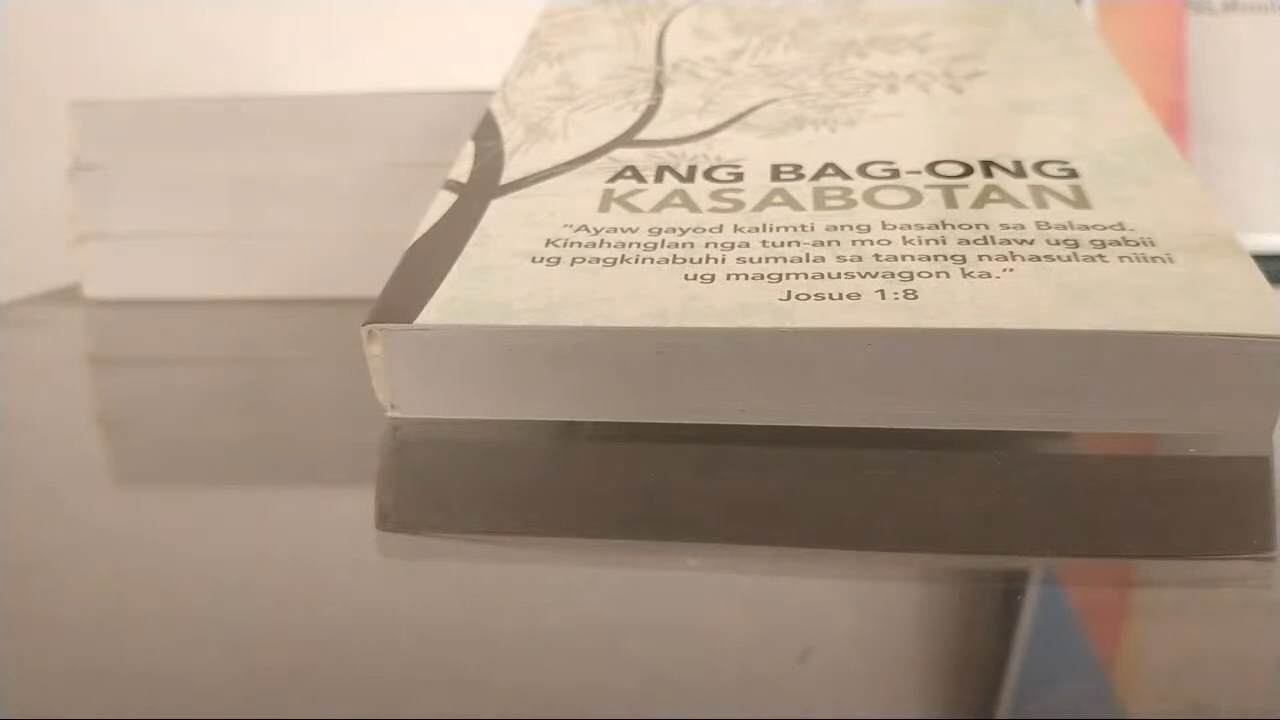 ANG BAG-ONG
KASABOTAN
“Ayaw gayod kalimti ang basahon sa Balaod.
Kinahanglan nga tun-an mo kini adlaw ug gabii
ug pagkinabuhi sumala sa tanang nahasulat niini
ug magmauswagon ka.”
Josue 1:8